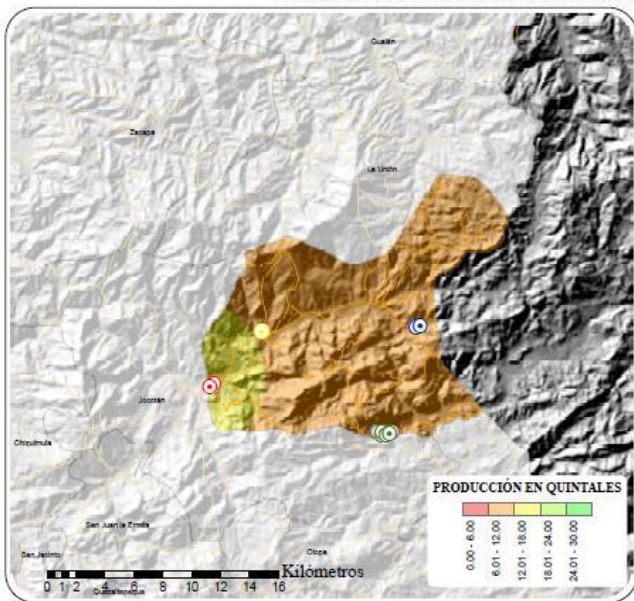 Gualán
Zacapa
La Unión
Jocotán
Chiquimula
San Juan la Ermita
San Jacinto
Olopa
Quezaltepeque
PRODUCCIÓN EN QUINTALES
0.00 - 6.00
6.01 - 12.00
12.01 - 18.00
18.01 - 24.00
24.01 - 30.00
Kilómetros
0 1 2 4 6 8 10 12 14 16